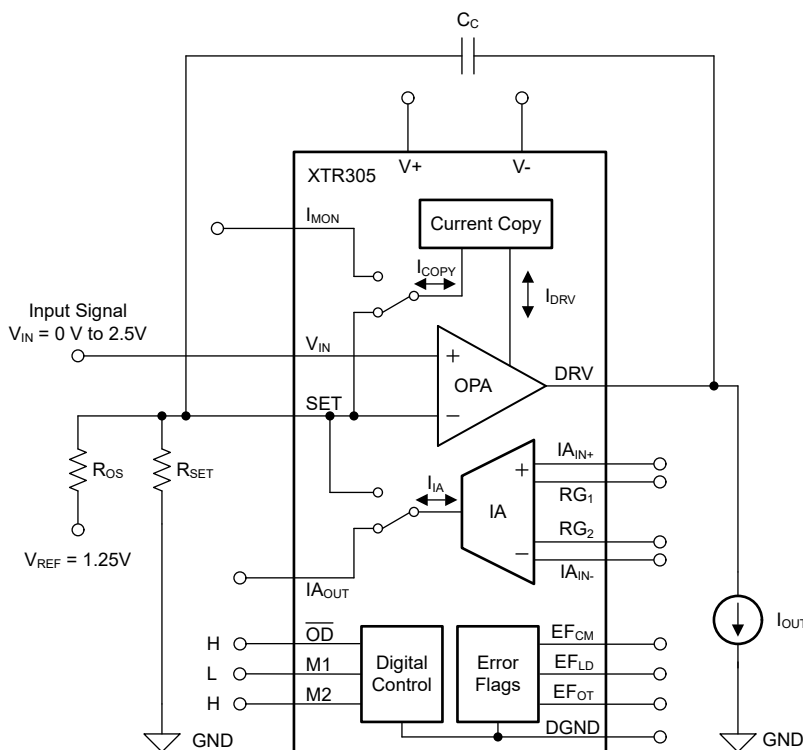 C_C
V+
V-
XTR305
I_MON
Current Copy
I_COPY
I_DRV
Input Signal
V_IN = 0 V to 2.5V
V_IN
+
OPA
DRV
SET
−
R_OS
R_SET
IA_IN+
+
RG_1
I_IA
IA
RG_2
−
IA_IN-
V_REF = 1.25V
IA_OUT
I_OUT
H
OD
EF_CM
L
M1
Digital
Control
Error
Flags
EF_LD
H
M2
EF_OT
DGND
GND
GND